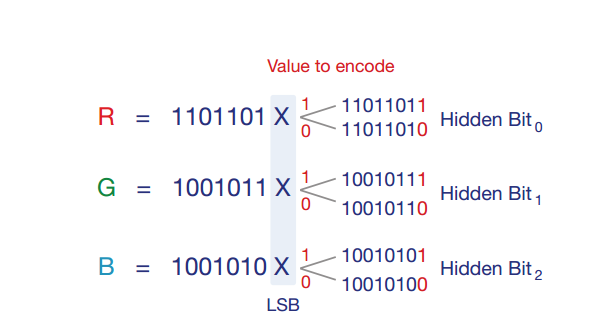 Value to encode
R = 1101101 X 1 11011011
0 11011010 Hidden Bit0
G = 1001011 X 1 10010111
0 10010110 Hidden Bit1
B = 1001010 X 1 10010101
0 10010100 Hidden Bit2
LSB